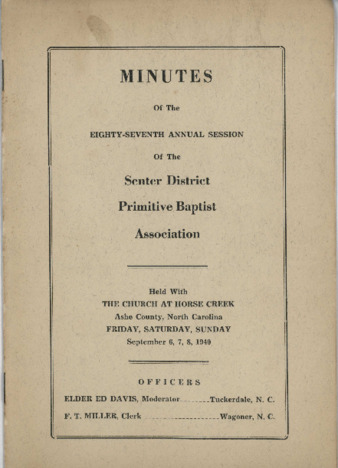 MINUTES
Of The
EIGHTY-SEVENTH ANNUAL SESSION
Of The
Senter District
Primitive Baptist
Association
Held With
THE CHURCH AT HORSE CREEK
Ashe County, North Carolina
FRIDAY, SATURDAY, SUNDAY
September 6, 7, 8, 1940
OFFICERS
ELDER ED DAVIS, Moderator ........... Tuckerdale, N. C.
F. T. MILLER, Clerk ........................ Wagoner, N. C.